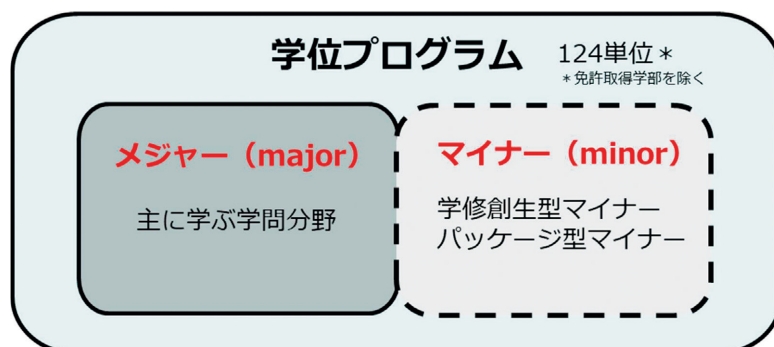 学位プログラム 124単位*
*免許取得学部を除く
メジャー（major）
マイナー（minor）
主に学ぶ学問分野
学修創生型マイナー
パッケージ型マイナー